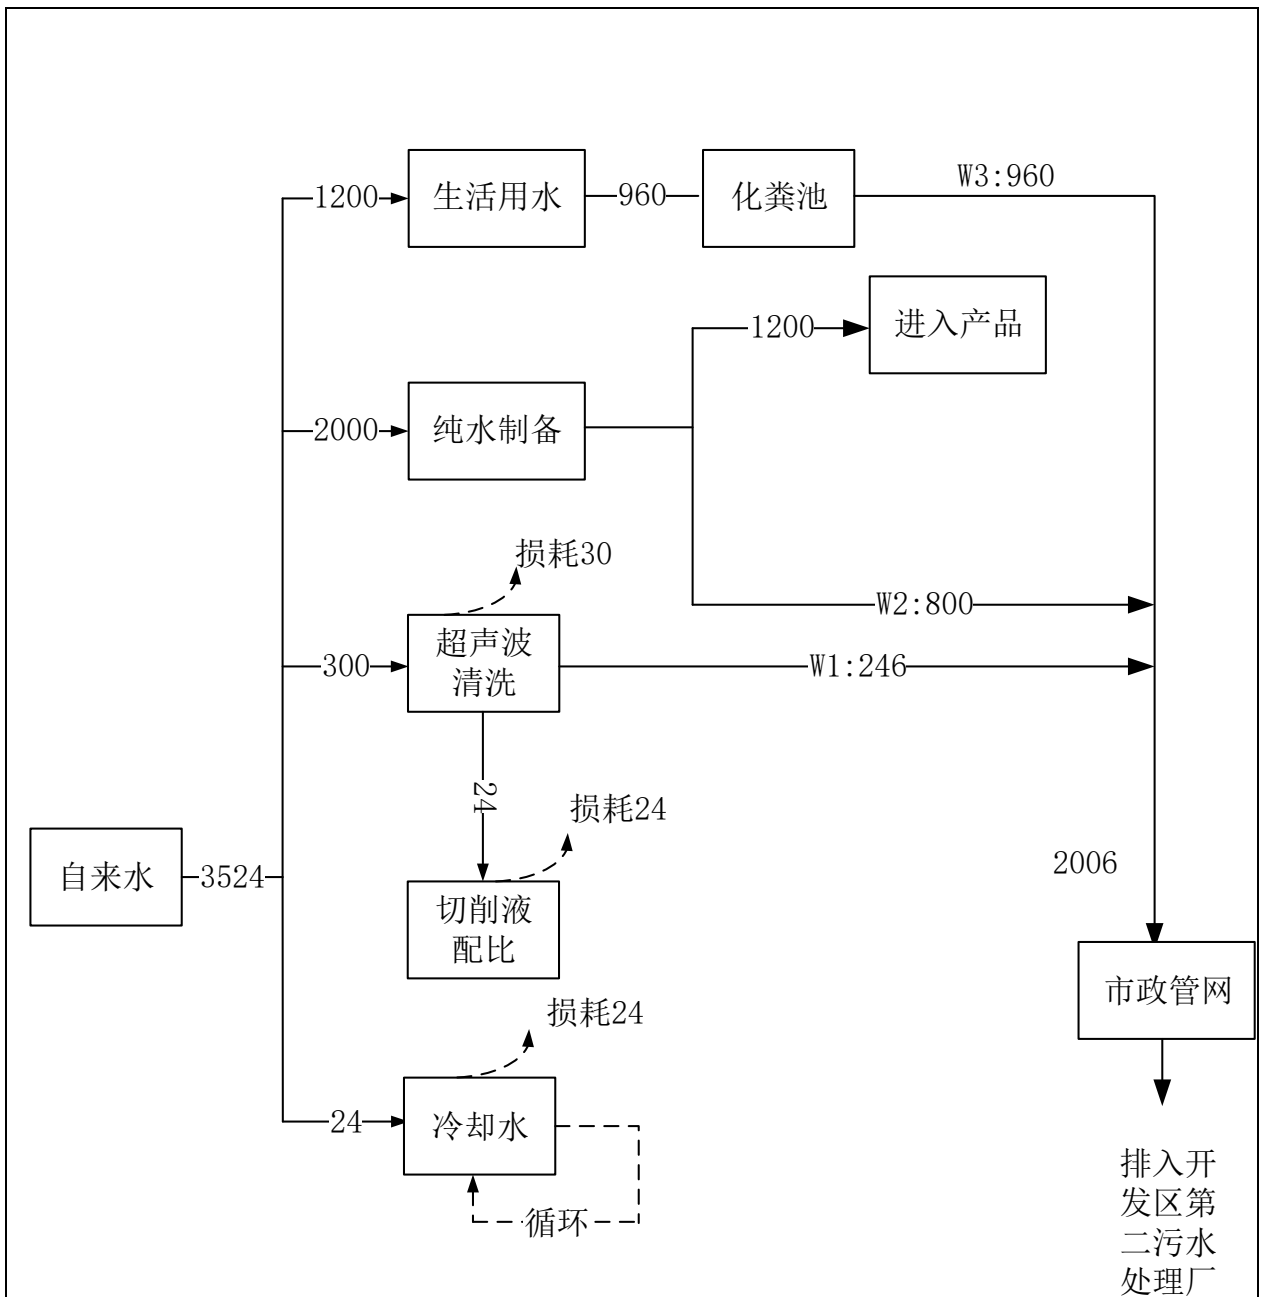 1200
生活用水
960
化粪池
W3:960
1200
进入产品
2000
纯水制备
损耗30
W2:800
300
超声波
清洗
W1:246
24
损耗24
自来水
3524
2006
切削液
配比
市政管网
损耗24
24
冷却水
循环
排入开
发区第
二污水
处理厂